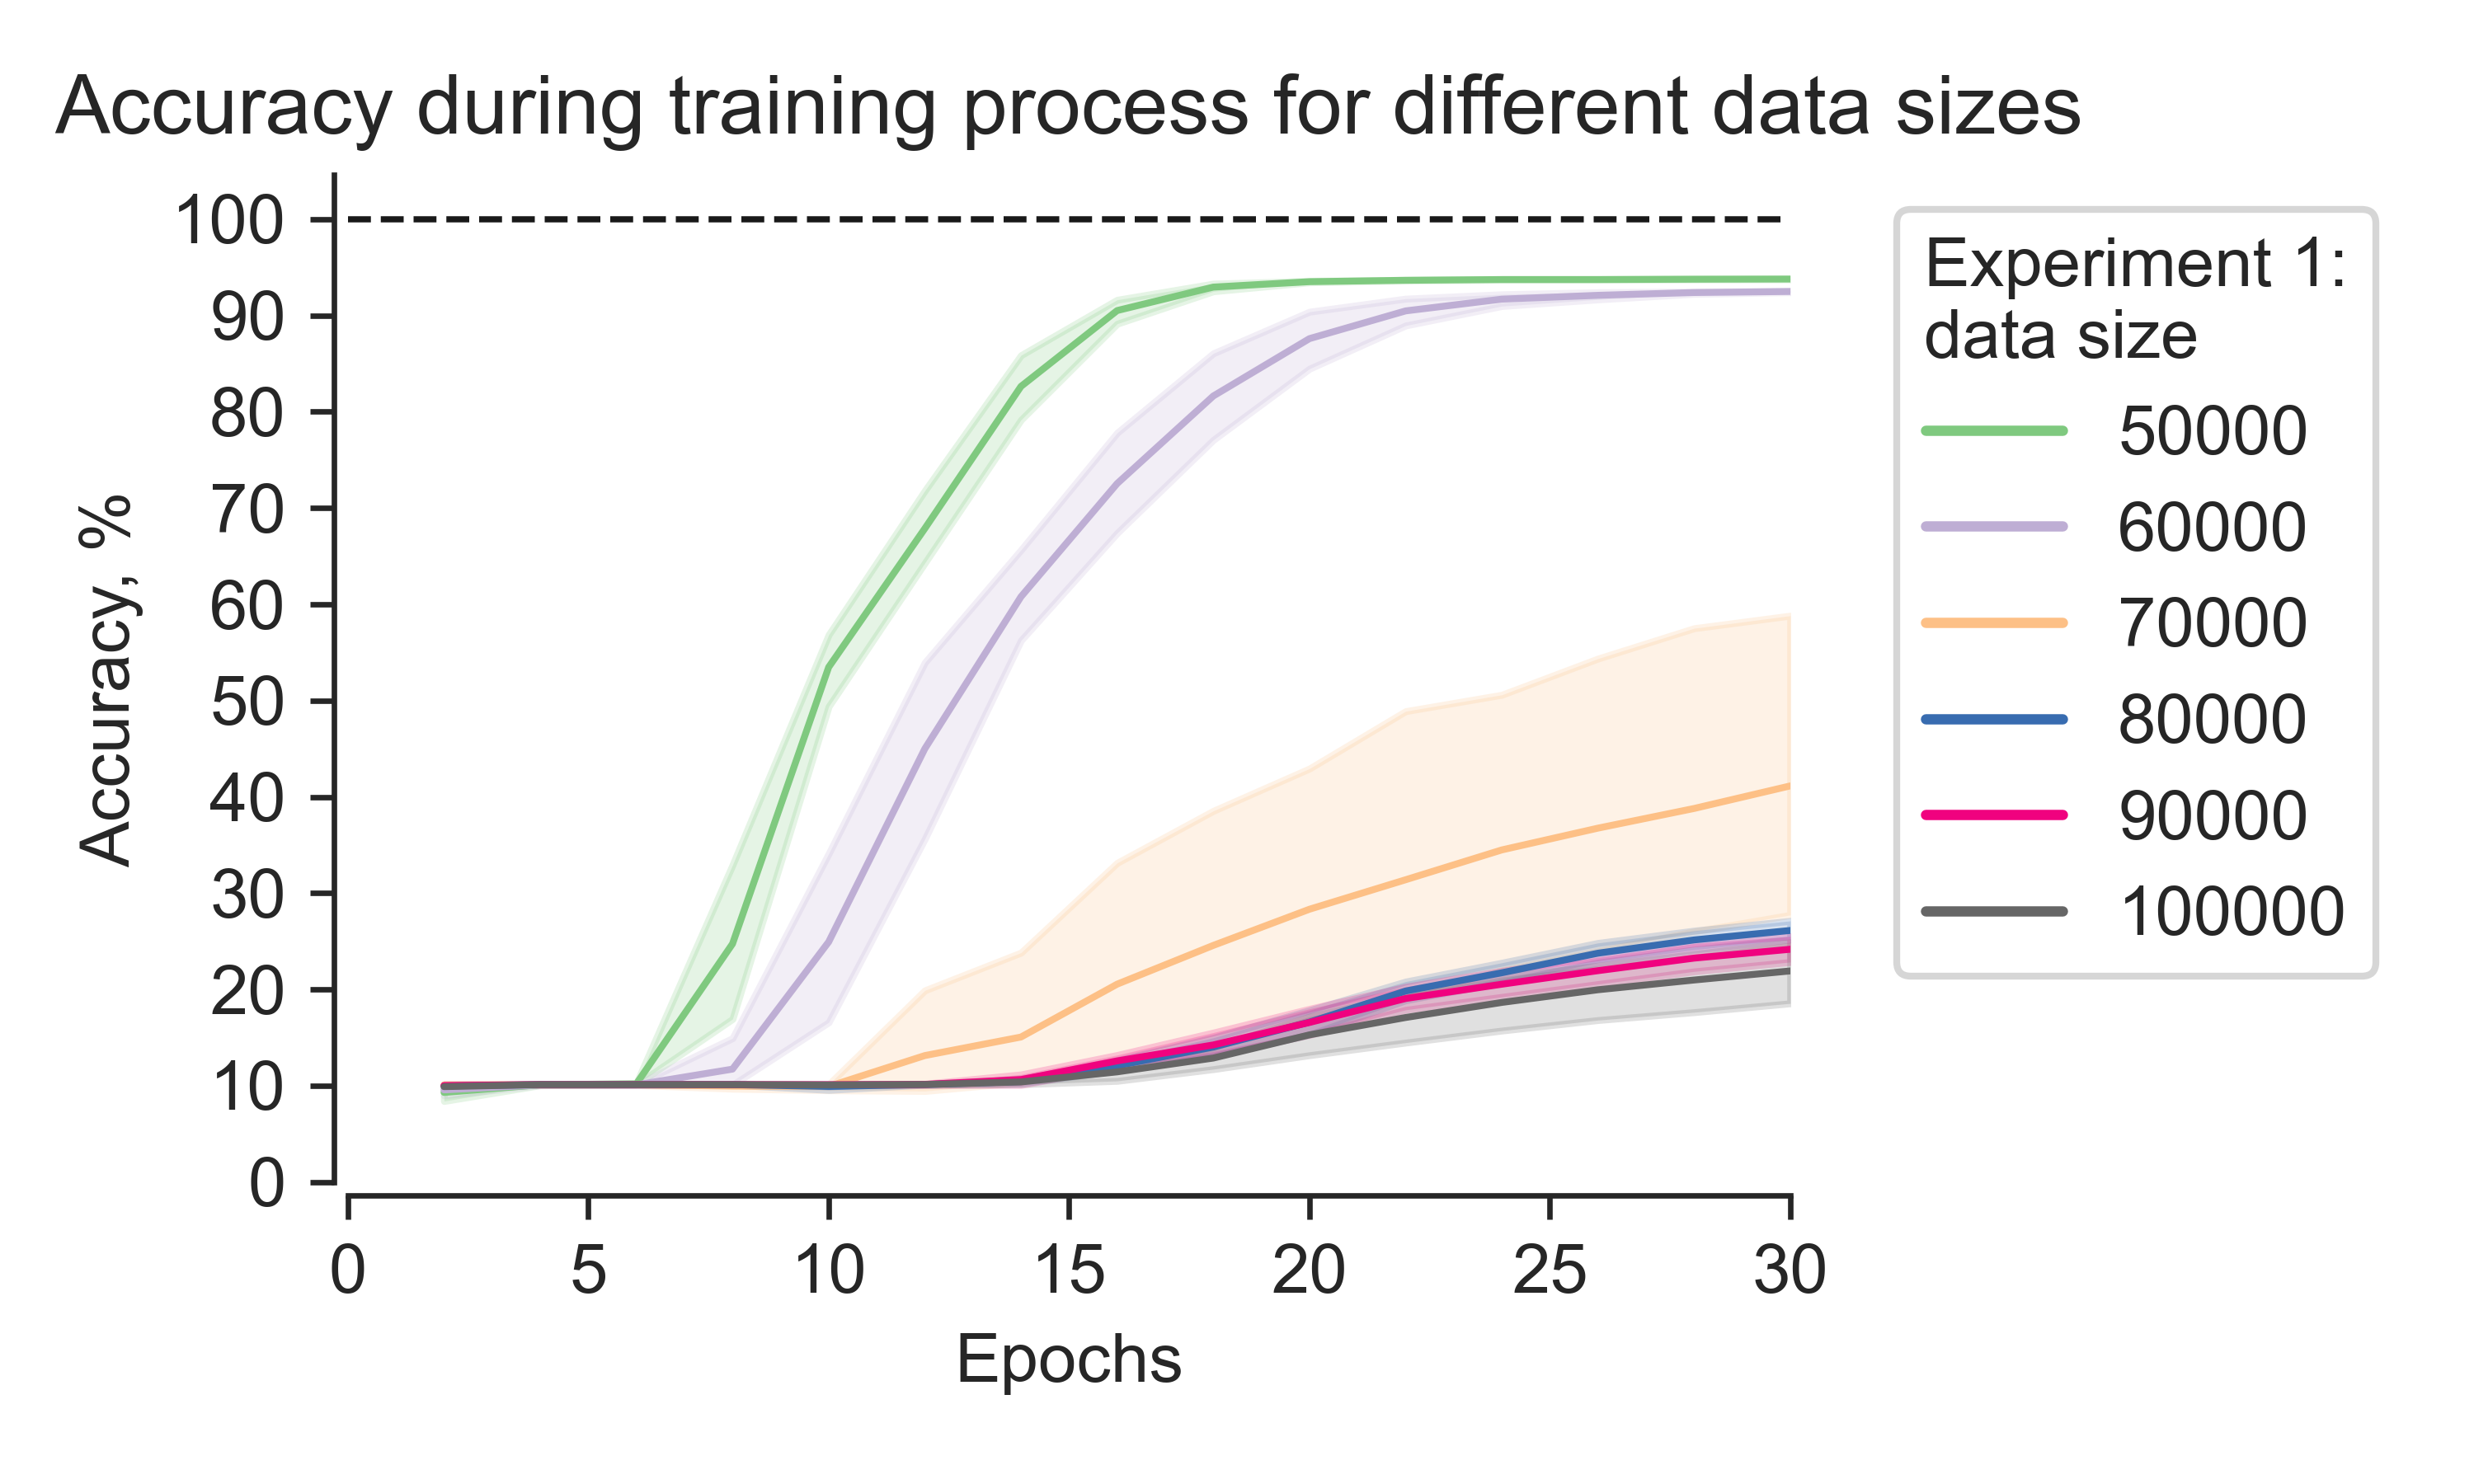 Accuracy during training process for different data sizes
Accuracy, %
100
90
80
70
60
50
40
30
20
10
0
0 5 10 15 20 25 30
Epochs
Experiment 1:
data size
50000
60000
70000
80000
90000
100000